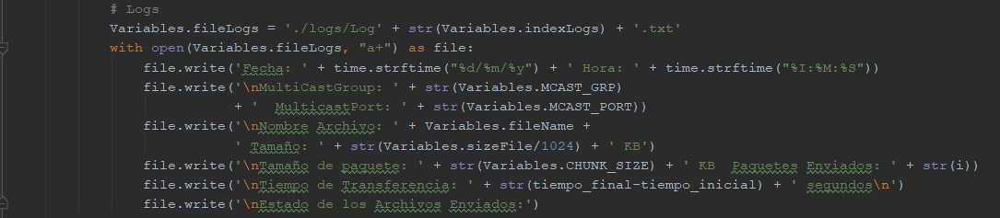 # Logs
Variables.fileLogs = './logs/Log' + str(Variables.indexLogs) + '.txt'
with open(Variables.fileLogs, "a+") as file:
file.write('Fecha: ' + time.strftime("%d/%m/%y") + ' Hora: ' + time.strftime("%I:%M:%S"))
file.write('\nMultiCastGroup: ' + str(Variables.MCAST_GRP)
+ '  MulticastPort: ' + str(Variables.MCAST_PORT))
file.write('\nNombre Archivo: ' + Variables.fileName +
' Tamaño: ' + str(Variables.sizeFile/1024) + ' KB')
file.write('\nTamaño de paquete: ' + str(Variables.CHUNK_SIZE) + ' KB  Paquetes Enviados: ' + str(i))
file.write('\nTiempo de Transferencia: ' + str(tiempo_final-tiempo_inicial) + ' segundos\n')
file.write('\nEstado de los Archivos Enviados:')